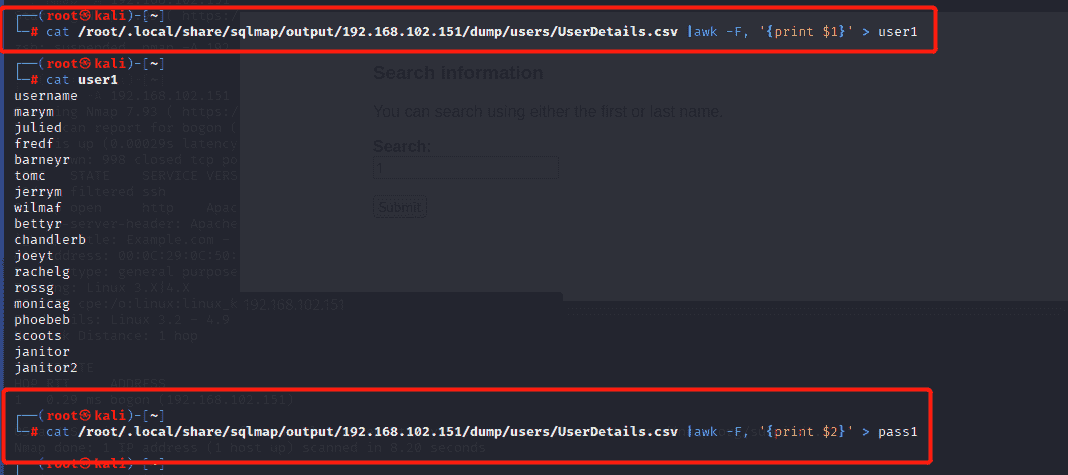 ┌──(root㉿kali)-[~]
└─# cat /root/.local/share/sqlmap/output/192.168.102.151/dump/users/UserDetails.csv |awk -F, '{print $1}' > user1
┌──(root㉿kali)-[~]
└─# cat user1
username
marym
julied
fredf
barneyr
tomc
jerrym
wilmaf
bettyr
chandlerb
joeyt
rachelg
rossg
monicag
phoebeb
scoots
janitor
janitor2
┌──(root㉿kali)-[~]
└─# cat /root/.local/share/sqlmap/output/192.168.102.151/dump/users/UserDetails.csv |awk -F, '{print $2}' > pass1
┌──(root㉿kali)-[~]
Search information
You can search using either the first or last name.
Search:
Submit
192.168.102.151